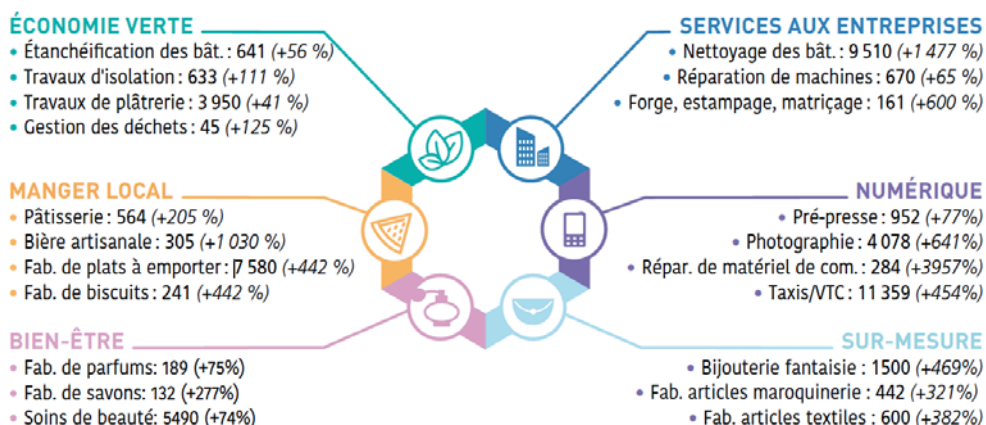 ÉCONOMIE VERTE
• Étanchéification des bât. : 641 (+56 %)
• Travaux d'isolation : 633 (+111 %)
• Travaux de plâtrerie : 3 950 (+41 %)
• Gestion des déchets : 45 (+125 %)
MANGER LOCAL
• Pâtisserie : 564 (+205 %)
• Bière artisanale : 305 (+1 030 %)
• Fab. de plats à emporter : 7 580 (+442 %)
• Fab. de biscuits : 241 (+442 %)
BIEN-ÊTRE
• Fab. de parfums: 189 (+75%)
• Fab. de savons: 132 (+277%)
• Soins de beauté: 5490 (+74%)
SERVICES AUX ENTREPRISES
• Nettoyage des bât. : 9 510 (+1 477 %)
• Réparation de machines : 670 (+65 %)
• Forge, estampage, matriçage : 161 (+600 %)
NUMÉRIQUE
• Pré-presse : 952 (+77%)
• Photographie : 4 078 (+641%)
• Répar. de matériel de com. : 284 (+3957%)
• Taxis/VTC : 11 359 (+454%)
SUR-MESURE
• Bijouterie fantaisie : 1500 (+469%)
• Fab. articles maroquinerie : 442 (+321%)
• Fab. articles textiles : 600 (+382%)